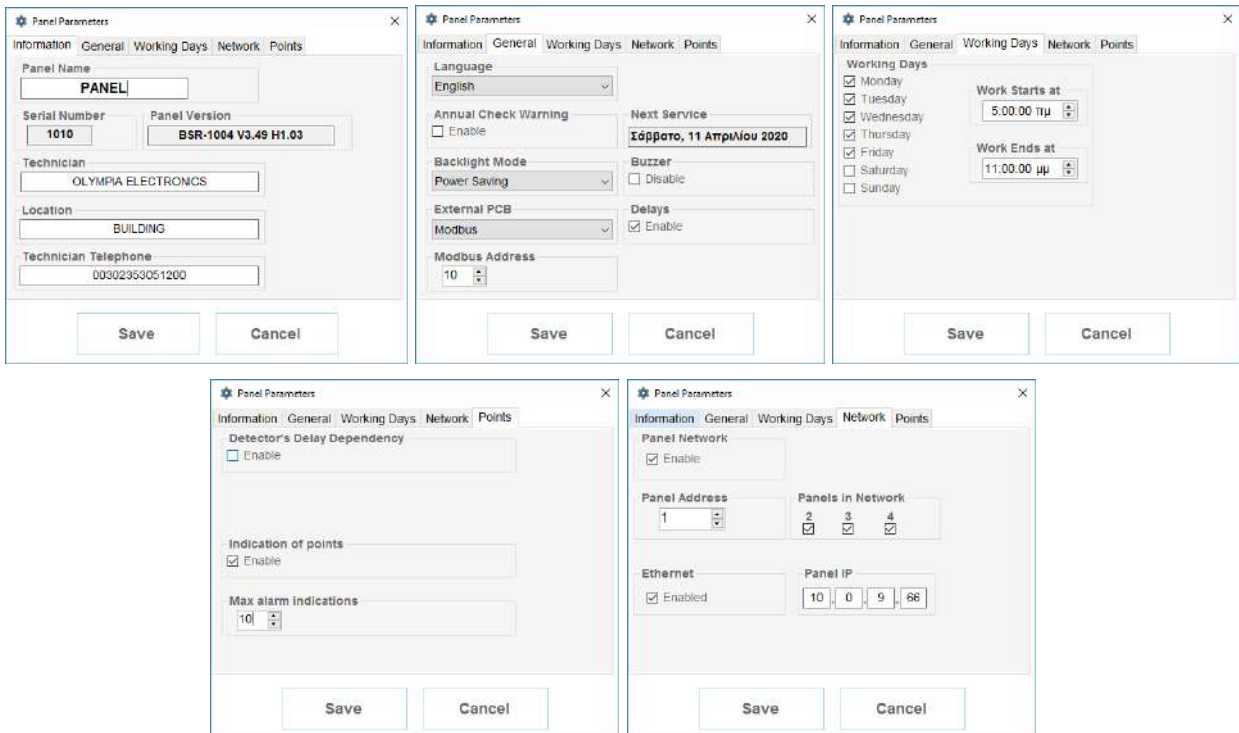 Panel Parameters
Information General Working Days Network Points
Panel Name
PANEL
Serial Number Panel Version
1010 BSR-1004 V3.49 H1.03
Technician
OLYMPIA ELECTRONICS
Location
BUILDING
Technician Telephone
00302353051200
Save Cancel
Panel Parameters
Information General Working Days Network Points
Language
English
Annual Check Warning Next Service
Enable Σάββατο, 11 Απριλίου 2020
Backlight Mode Buzzer
Power Saving Disable
External PCB Delays
Modbus Enable
Modbus Address
10
Save Cancel
Panel Parameters
Information General Working Days Network Points
Working Days
Monday
Work Starts at
Tuesday
5:00:00 πμ
Wednesday
Thursday
Work Ends at
Friday
11:00:00 μμ
Saturday
Sunday
Save Cancel
Panel Parameters
Information General Working Days Network Points
Detector's Delay Dependency
Enable
Indication of points
Enable
Max alarm indications
10
Save Cancel
Panel Parameters
Information General Working Days Network Points
Panel Network
Enable
Panel Address Panels in Network
1 2 3 4
Ethernet Panel IP
Enabled 10 . 0 . 9 . 66
Save Cancel